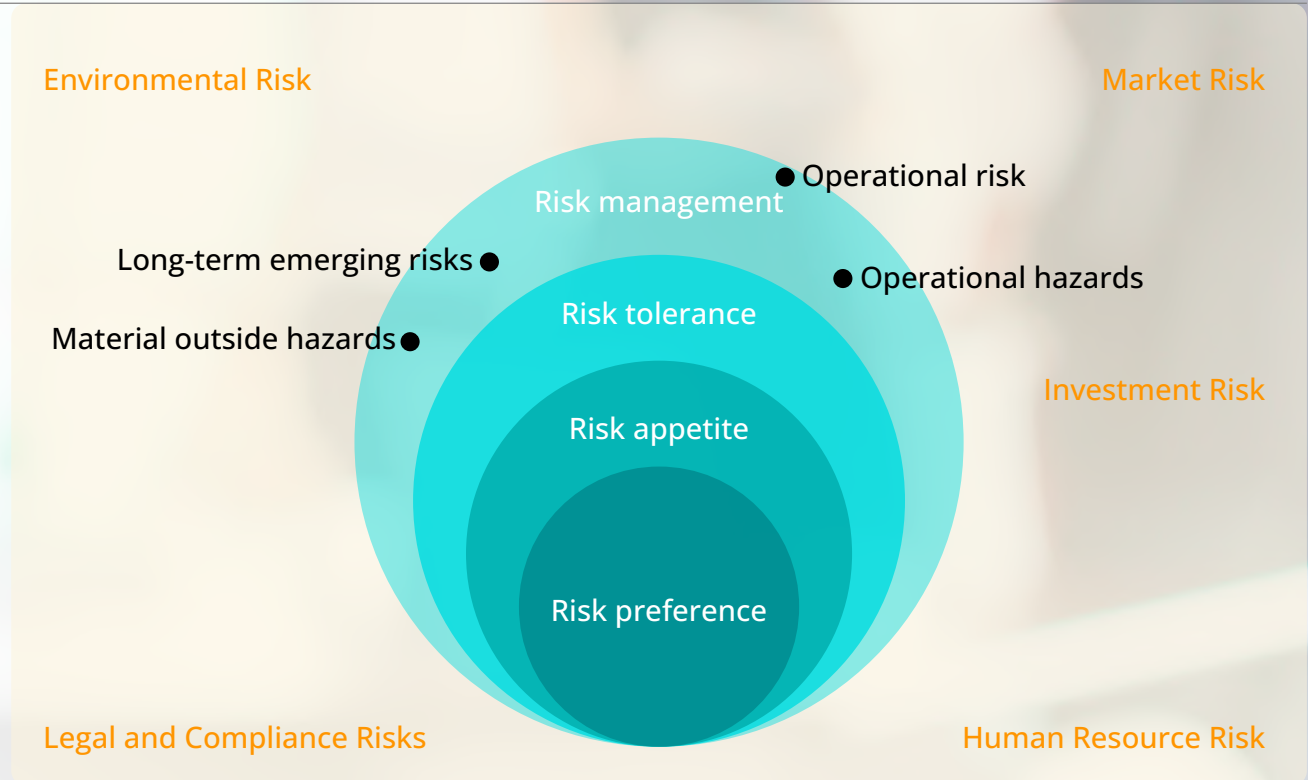 Environmental Risk
Market Risk
Operational risk
Risk management
Long-term emerging risks
Operational hazards
Risk tolerance
Material outside hazards
Investment Risk
Risk appetite
Risk preference
Legal and Compliance Risks
Human Resource Risk